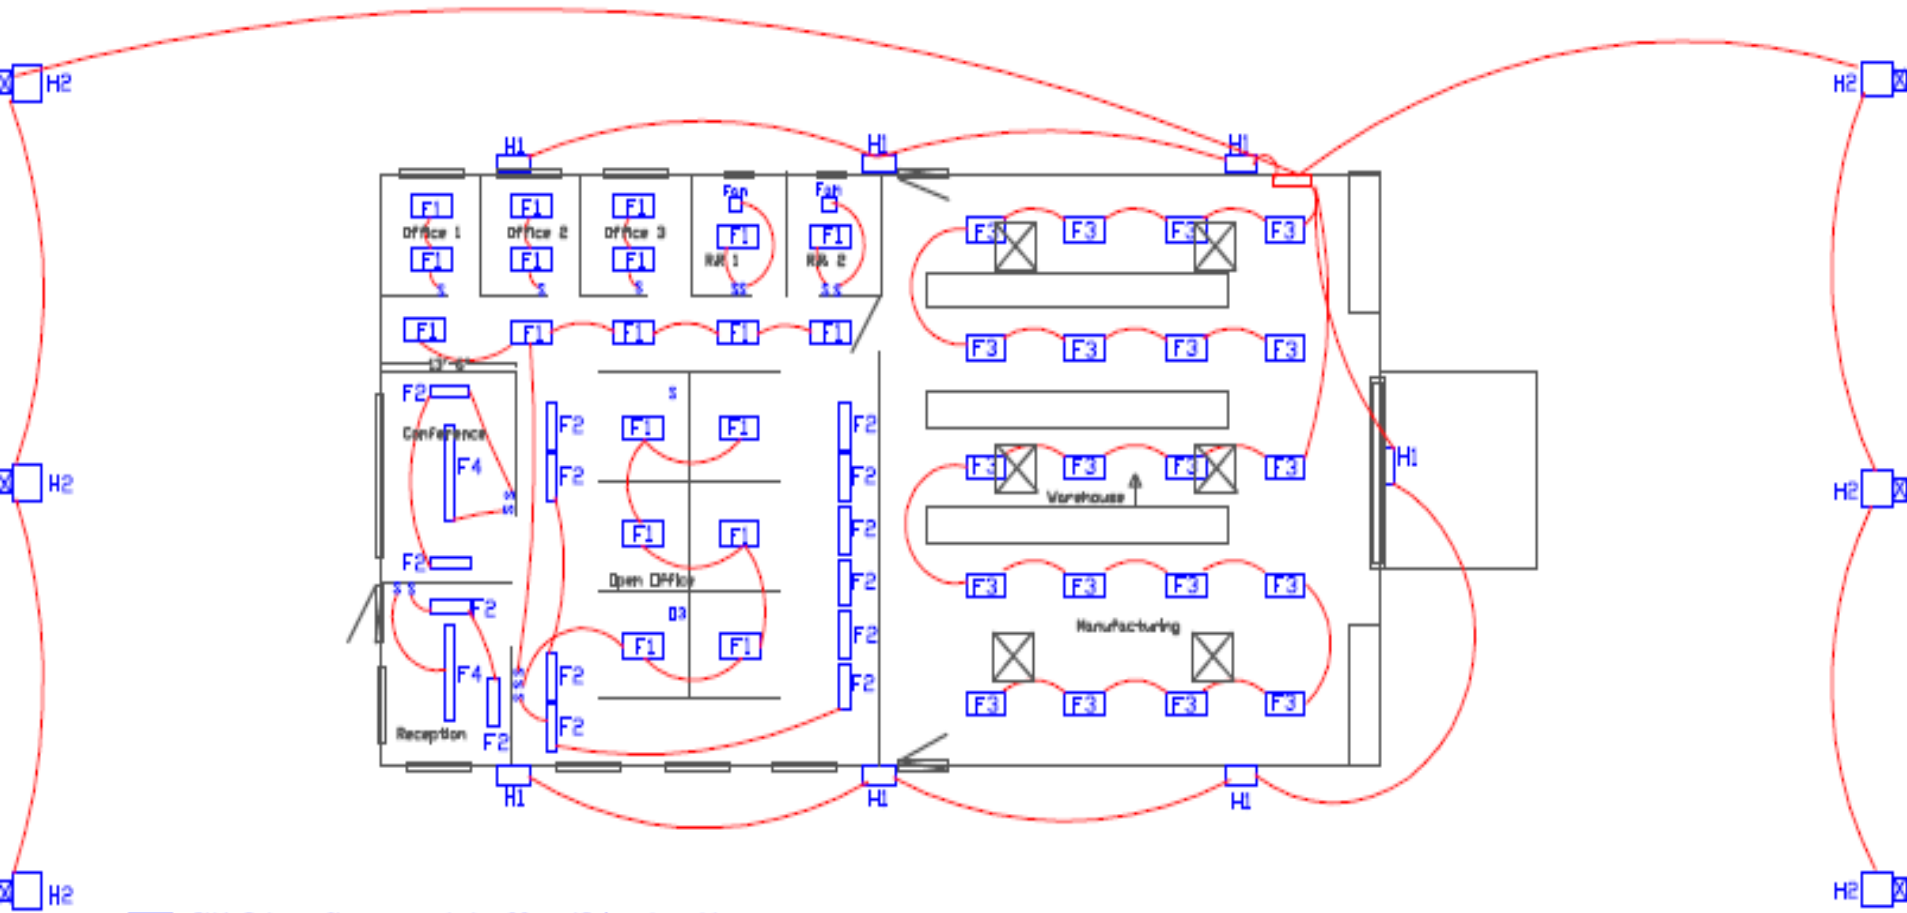 H1 H1 H1
H2 H2
Fan Fan
F1 F1 F1 F1 F1
Office 1 Office 2 Office 3
F3 F3 F3 F3
F1 F1 F1
S S S SS SS
F1 F1 F1 F1 F1
F3 F3 F3 F3
F2
S
Conference
F2 F1 F1 F2
F4
F2 F2
H1
F3 F3 F3 F3
H2 H2
Warehouse
F1 F1 F2
F2
Open Office
F2
F3 F3 F3 F3
S S
F2
Manufacturing
F1 F1 F2
F4 F2 F2
S
S
S
F3 F3 F3 F3
Reception
F2 F2
H1 H1 H1
H2 H2